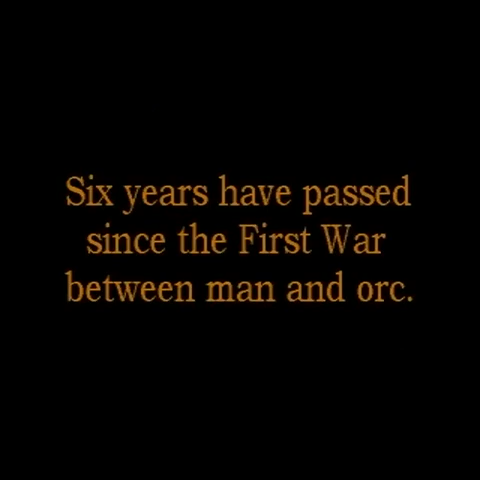 Six years have passed
since the First War
between man and orc.